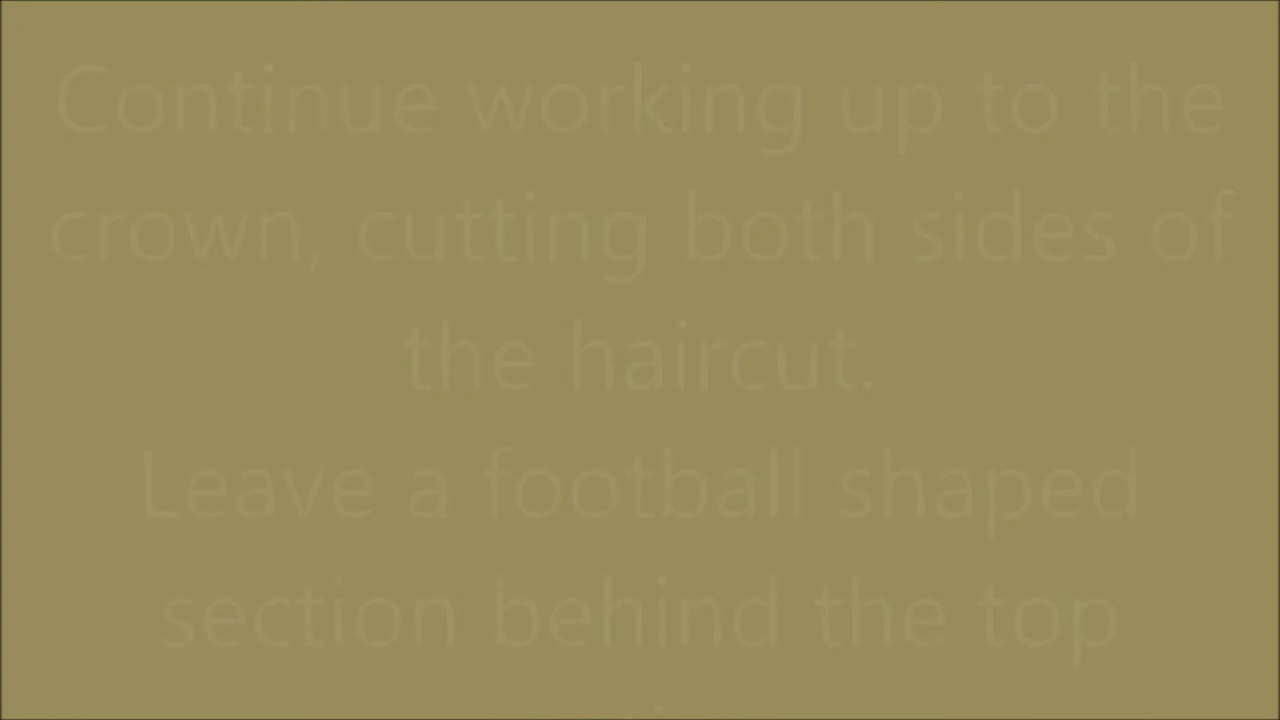 Continue working up to the
crown, cutting both sides of
the haircut.
Leave a football shaped
section behind the top